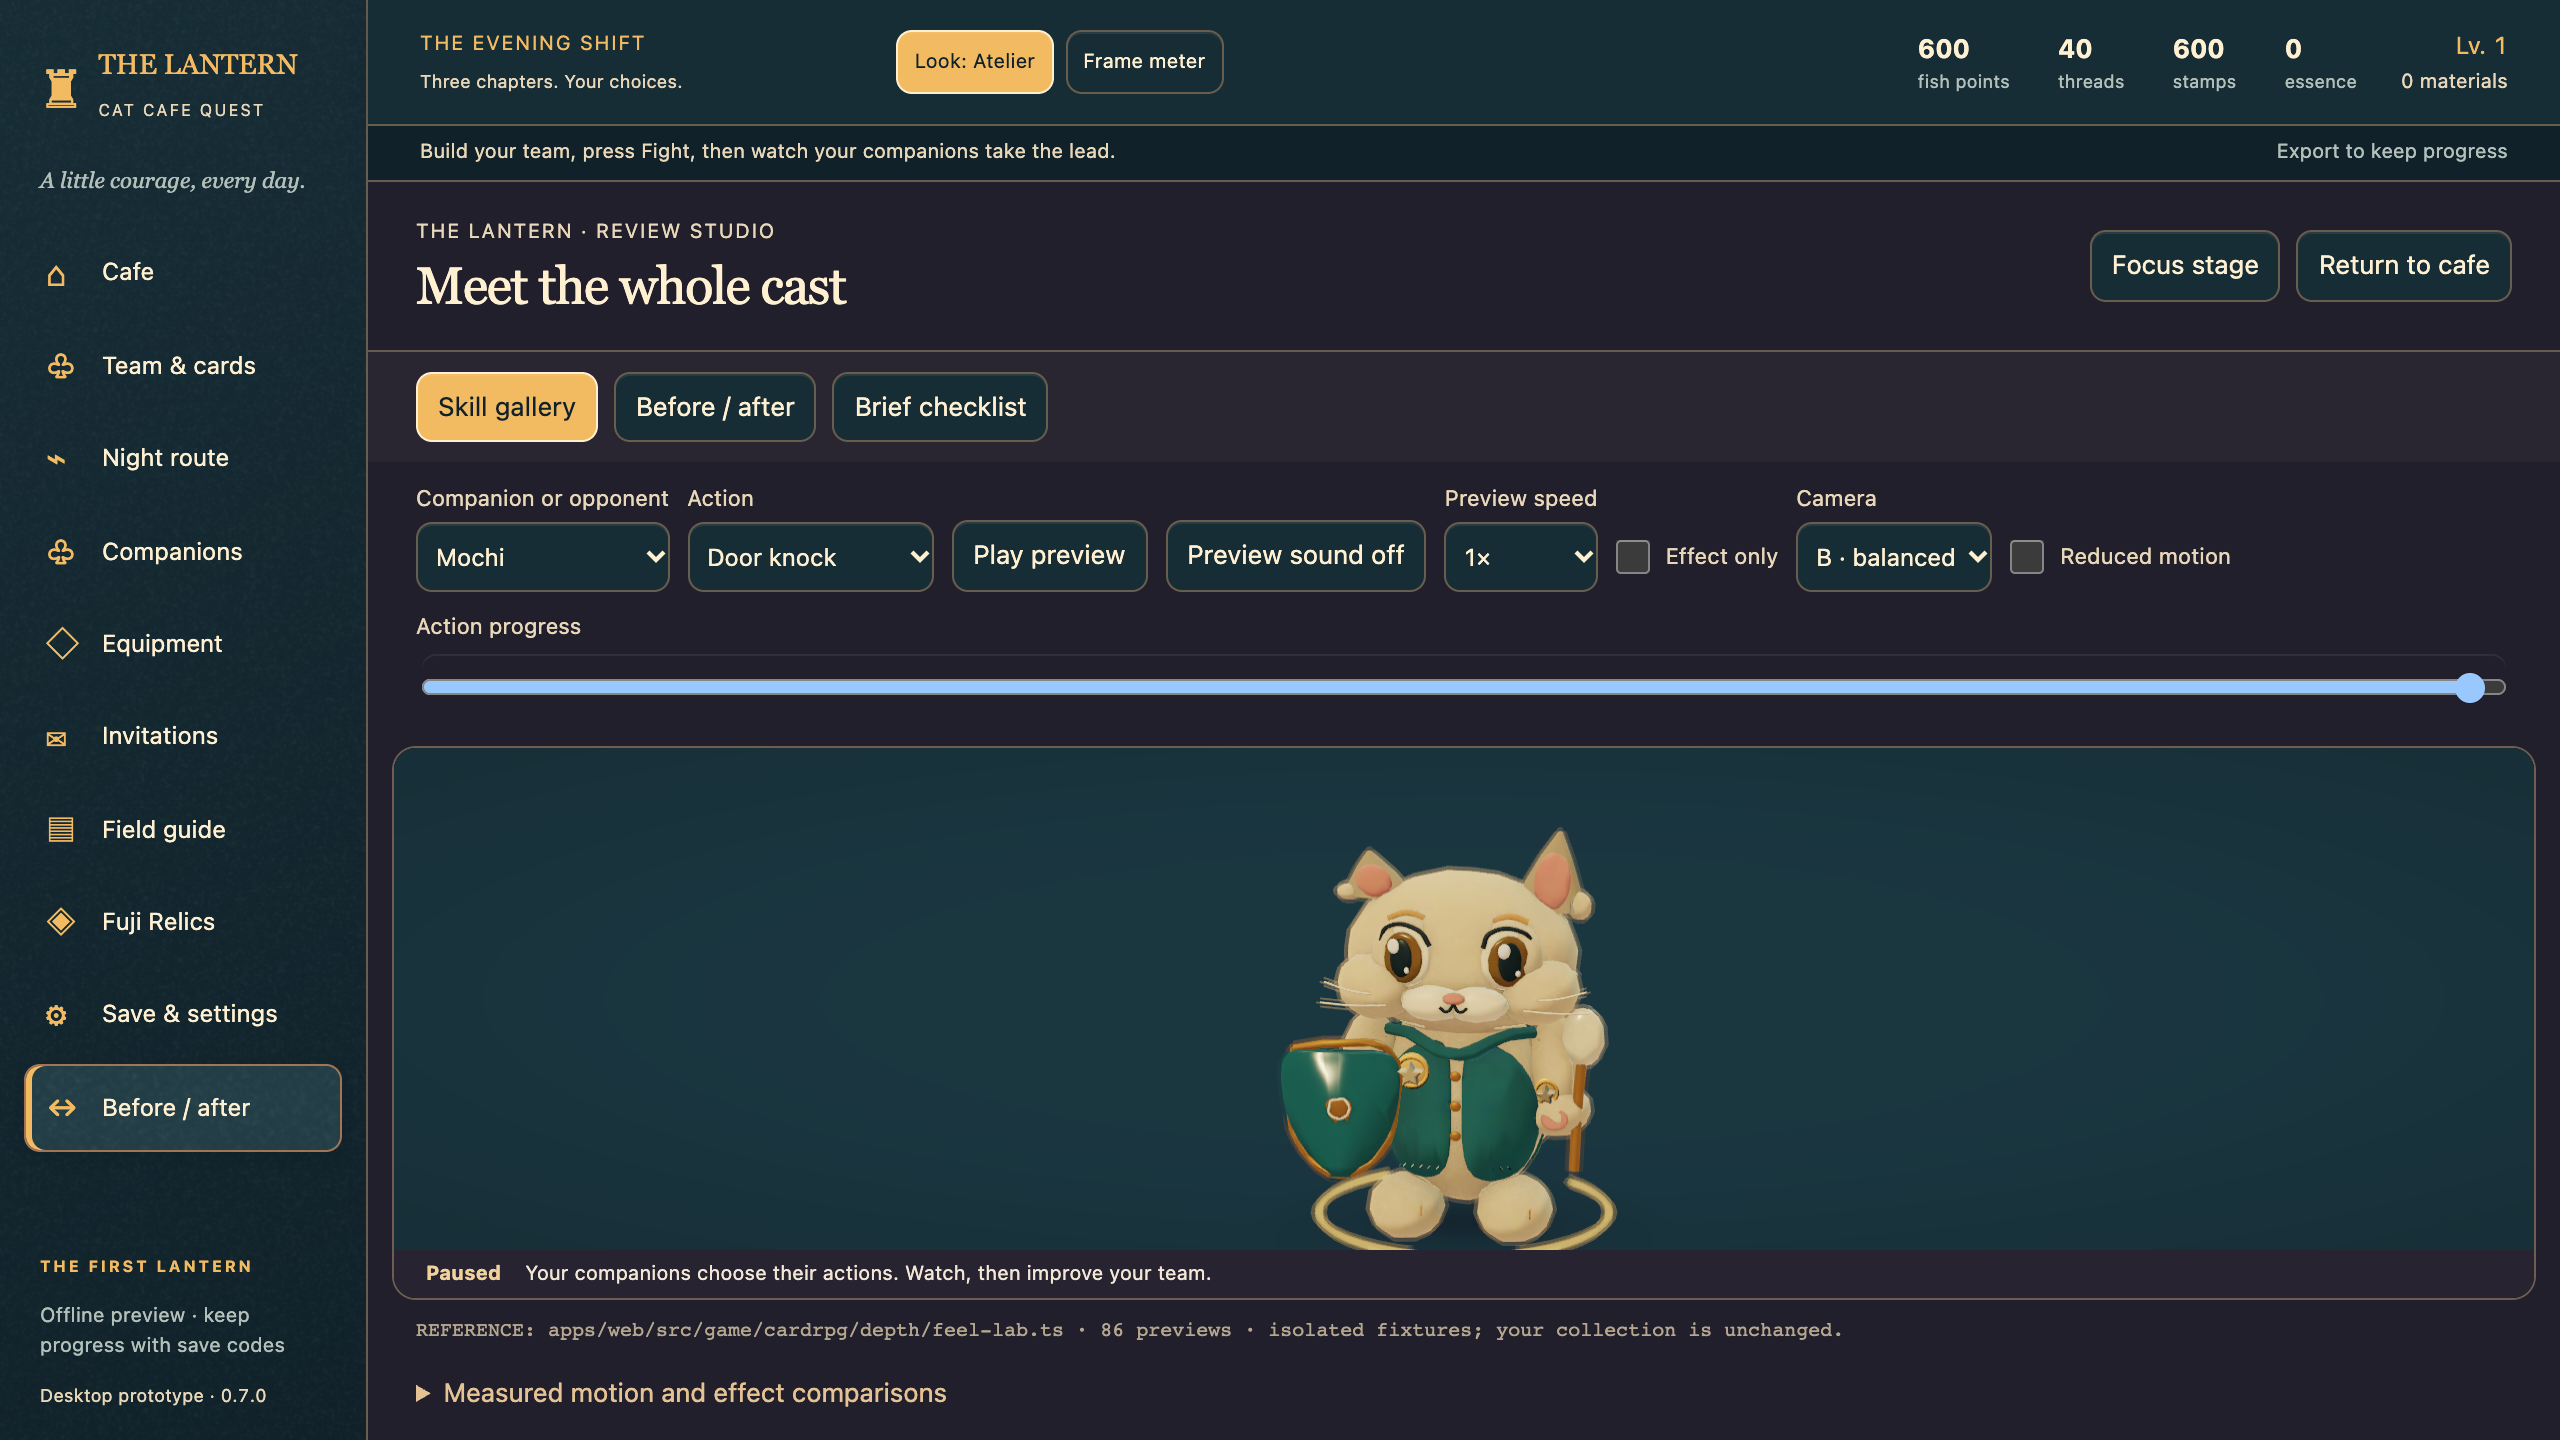 THE LANTERN
CAT CAFE QUEST
A little courage, every day.
Cafe
Team & cards
Night route
Companions
Equipment
Invitations
Field guide
Fuji Relics
Save & settings
Before / after
THE FIRST LANTERN
Offline preview · keep
progress with save codes
Desktop prototype · 0.7.0
THE EVENING SHIFT
Three chapters. Your choices.
Look: Atelier
Frame meter
600
fish points
40
threads
600
stamps
0
essence
Lv. 1
0 materials
Build your team, press Fight, then watch your companions take the lead.
Export to keep progress
THE LANTERN · REVIEW STUDIO
Meet the whole cast
Focus stage
Return to cafe
Skill gallery
Before / after
Brief checklist
Companion or opponent
Mochi
Action
Door knock
Play preview
Preview sound off
Preview speed
1×
Effect only
Camera
B · balanced
Reduced motion
Action progress
Paused Your companions choose their actions. Watch, then improve your team.
REFERENCE: apps/web/src/game/cardrpg/depth/feel-lab.ts · 86 previews · isolated fixtures; your collection is unchanged.
Measured motion and effect comparisons